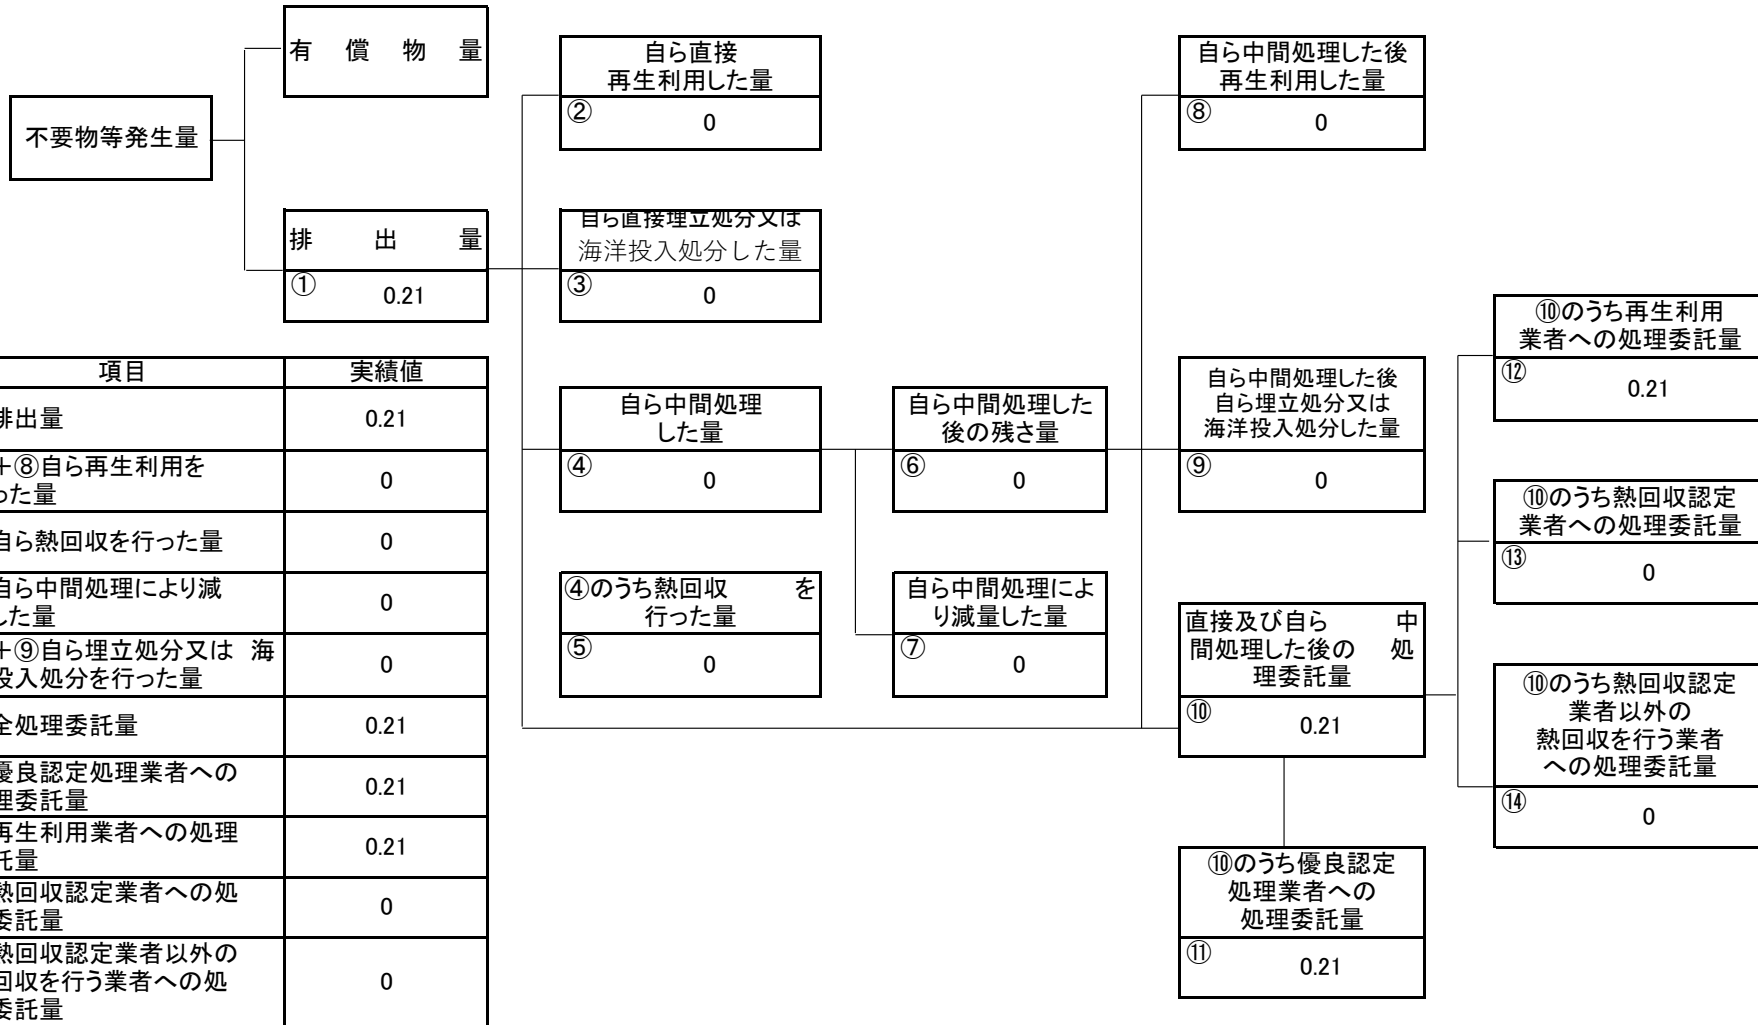 有償物量
不要物等発生量
排出量
① 0.21
自ら直接
再生利用した量
② 0
自ら直接埋立処分又は
海洋投入処分した量
③ 0
自ら中間処理
した量
④ 0
④のうち熱回収 を
行った量
⑤ 0
自ら中間処理した
後の残さ量
⑥ 0
自ら中間処理によ
り減量した量
⑦ 0
自ら中間処理した後
再生利用した量
⑧ 0
自ら中間処理した後
自ら埋立処分又は
海洋投入処分した量
⑨ 0
直接及び自ら 中
間処理した後の 処
理委託量
⑩ 0.21
⑩のうち優良認定
処理業者への
処理委託量
⑪ 0.21
⑩のうち再生利用
業者への処理委託量
⑫ 0.21
⑩のうち熱回収認定
業者への処理委託量
⑬ 0
⑩のうち熱回収認定
業者以外の
熱回収を行う業者
への処理委託量
⑭ 0
項目 実績値
排出量 0.21
+⑧自ら再生利用を
った量 0
自ら熱回収を行った量 0
自ら中間処理により減
した量 0
+⑨自ら埋立処分又は 海
投入処分を行った量 0
全処理委託量 0.21
優良認定処理業者への
理委託量 0.21
再生利用業者への処理
託量 0.21
熱回収認定業者への処
委託量 0
熱回収認定業者以外の
回収を行う業者への処
委託量 0